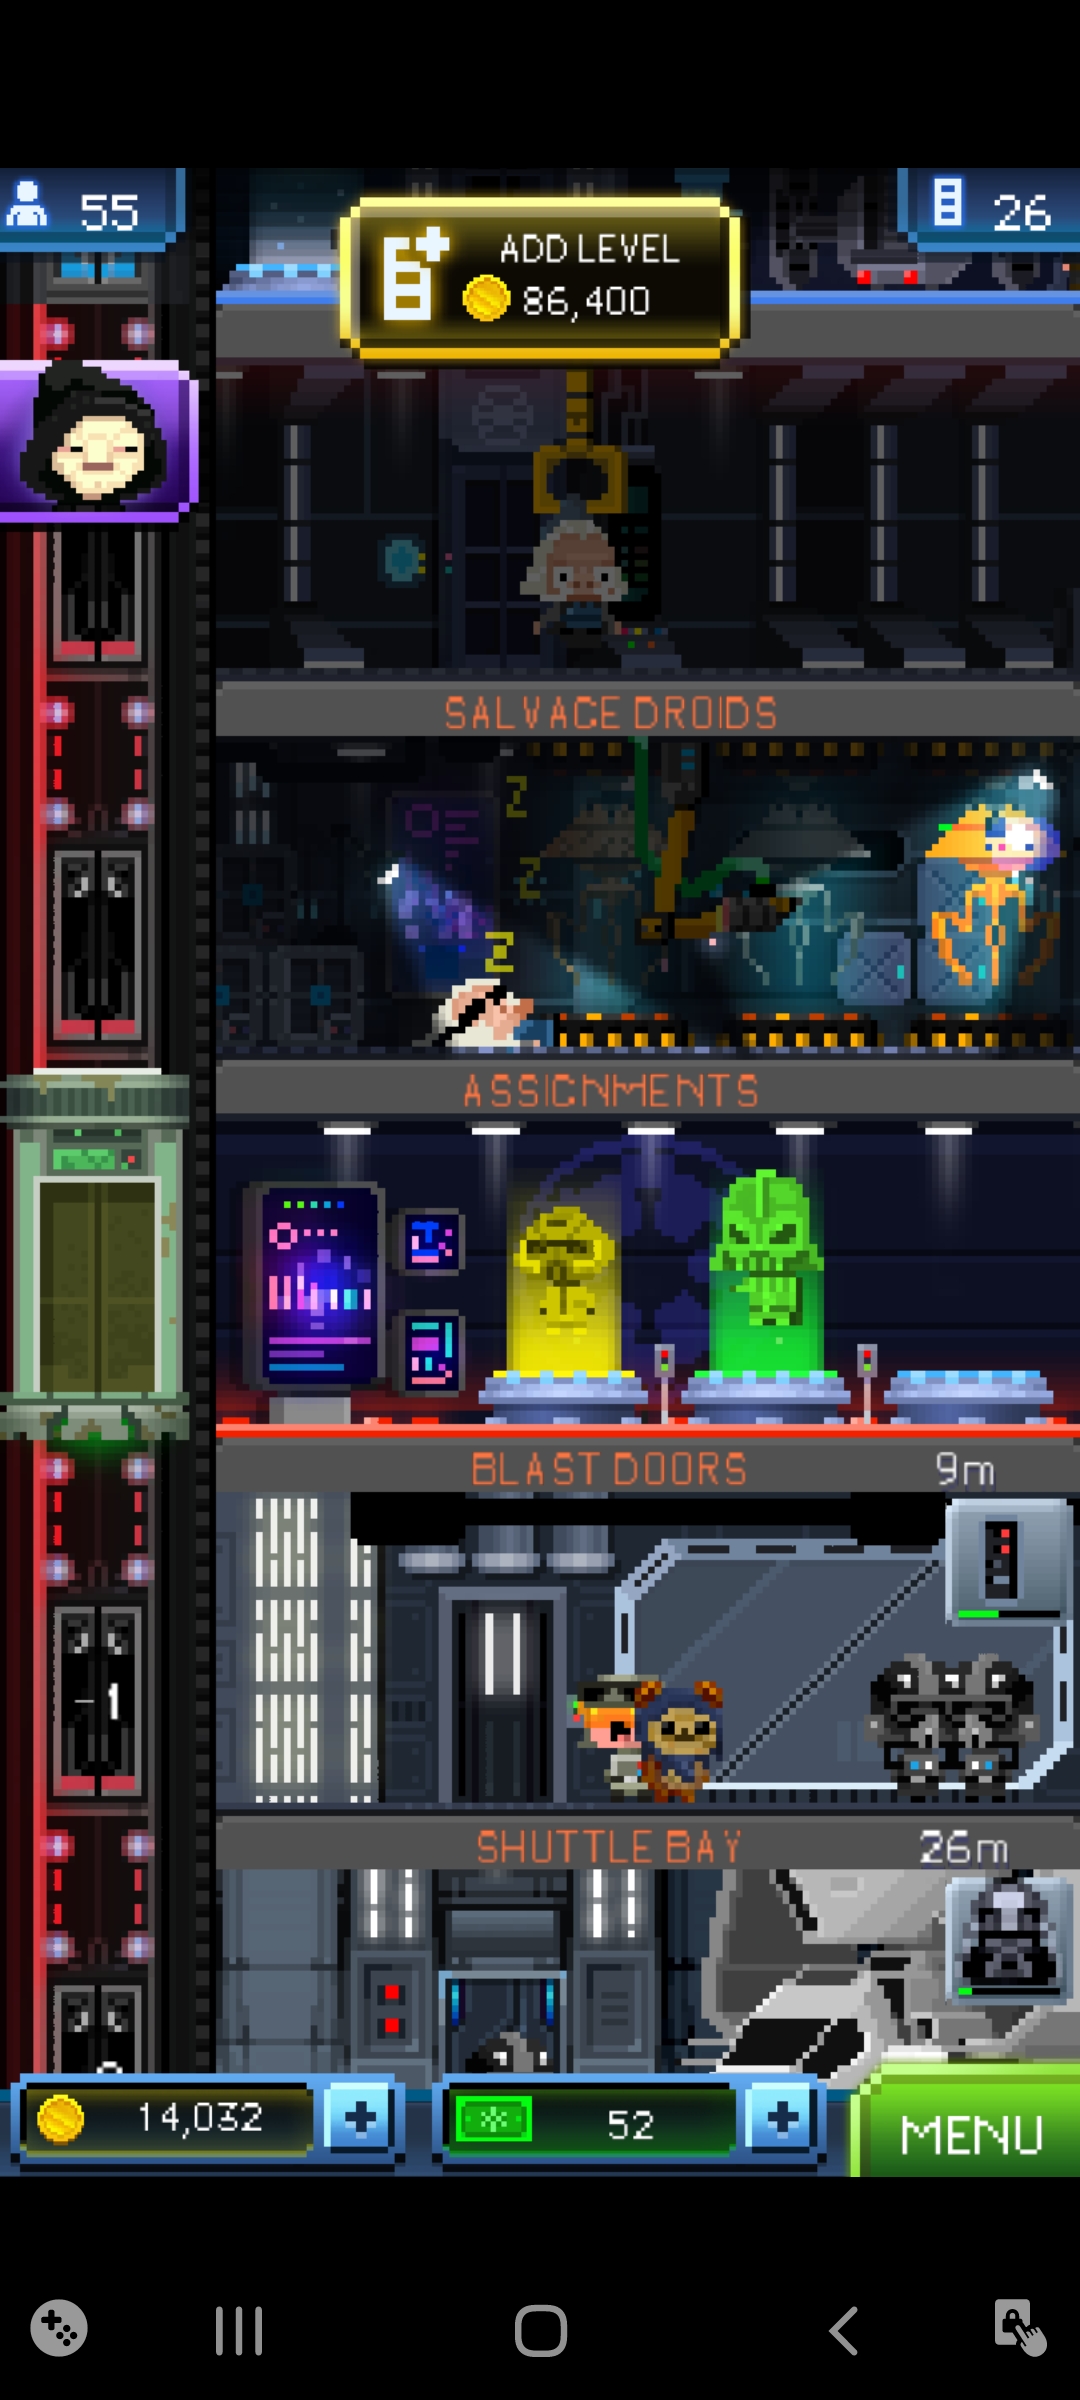 55
ADD LEVEL
86,400
26
SALVAGE DROIDS
Z
Z
Z
ASSIGNMENTS
BLAST DOORS
9m
-1
SHUTTLE BAY
26m
14,032
+
52
+
MENU